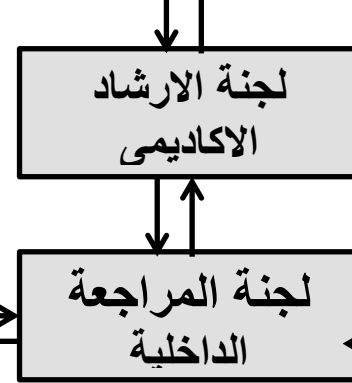 لجنة الارشاد
الاكاديمى
لجنة المراجعة
الداخلية